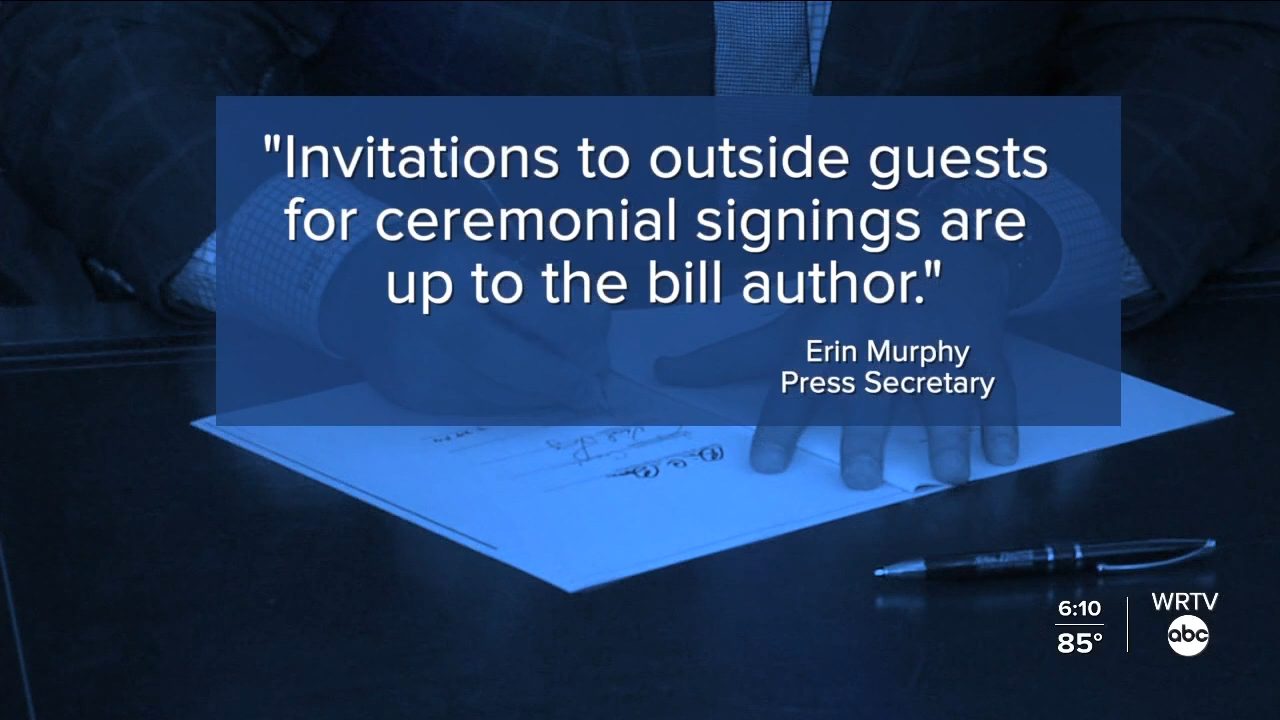 "Invitations to outside guests
for ceremonial signings are
up to the bill author."
Erin Murphy
Press Secretary
6:10
85°
WRTV
abc